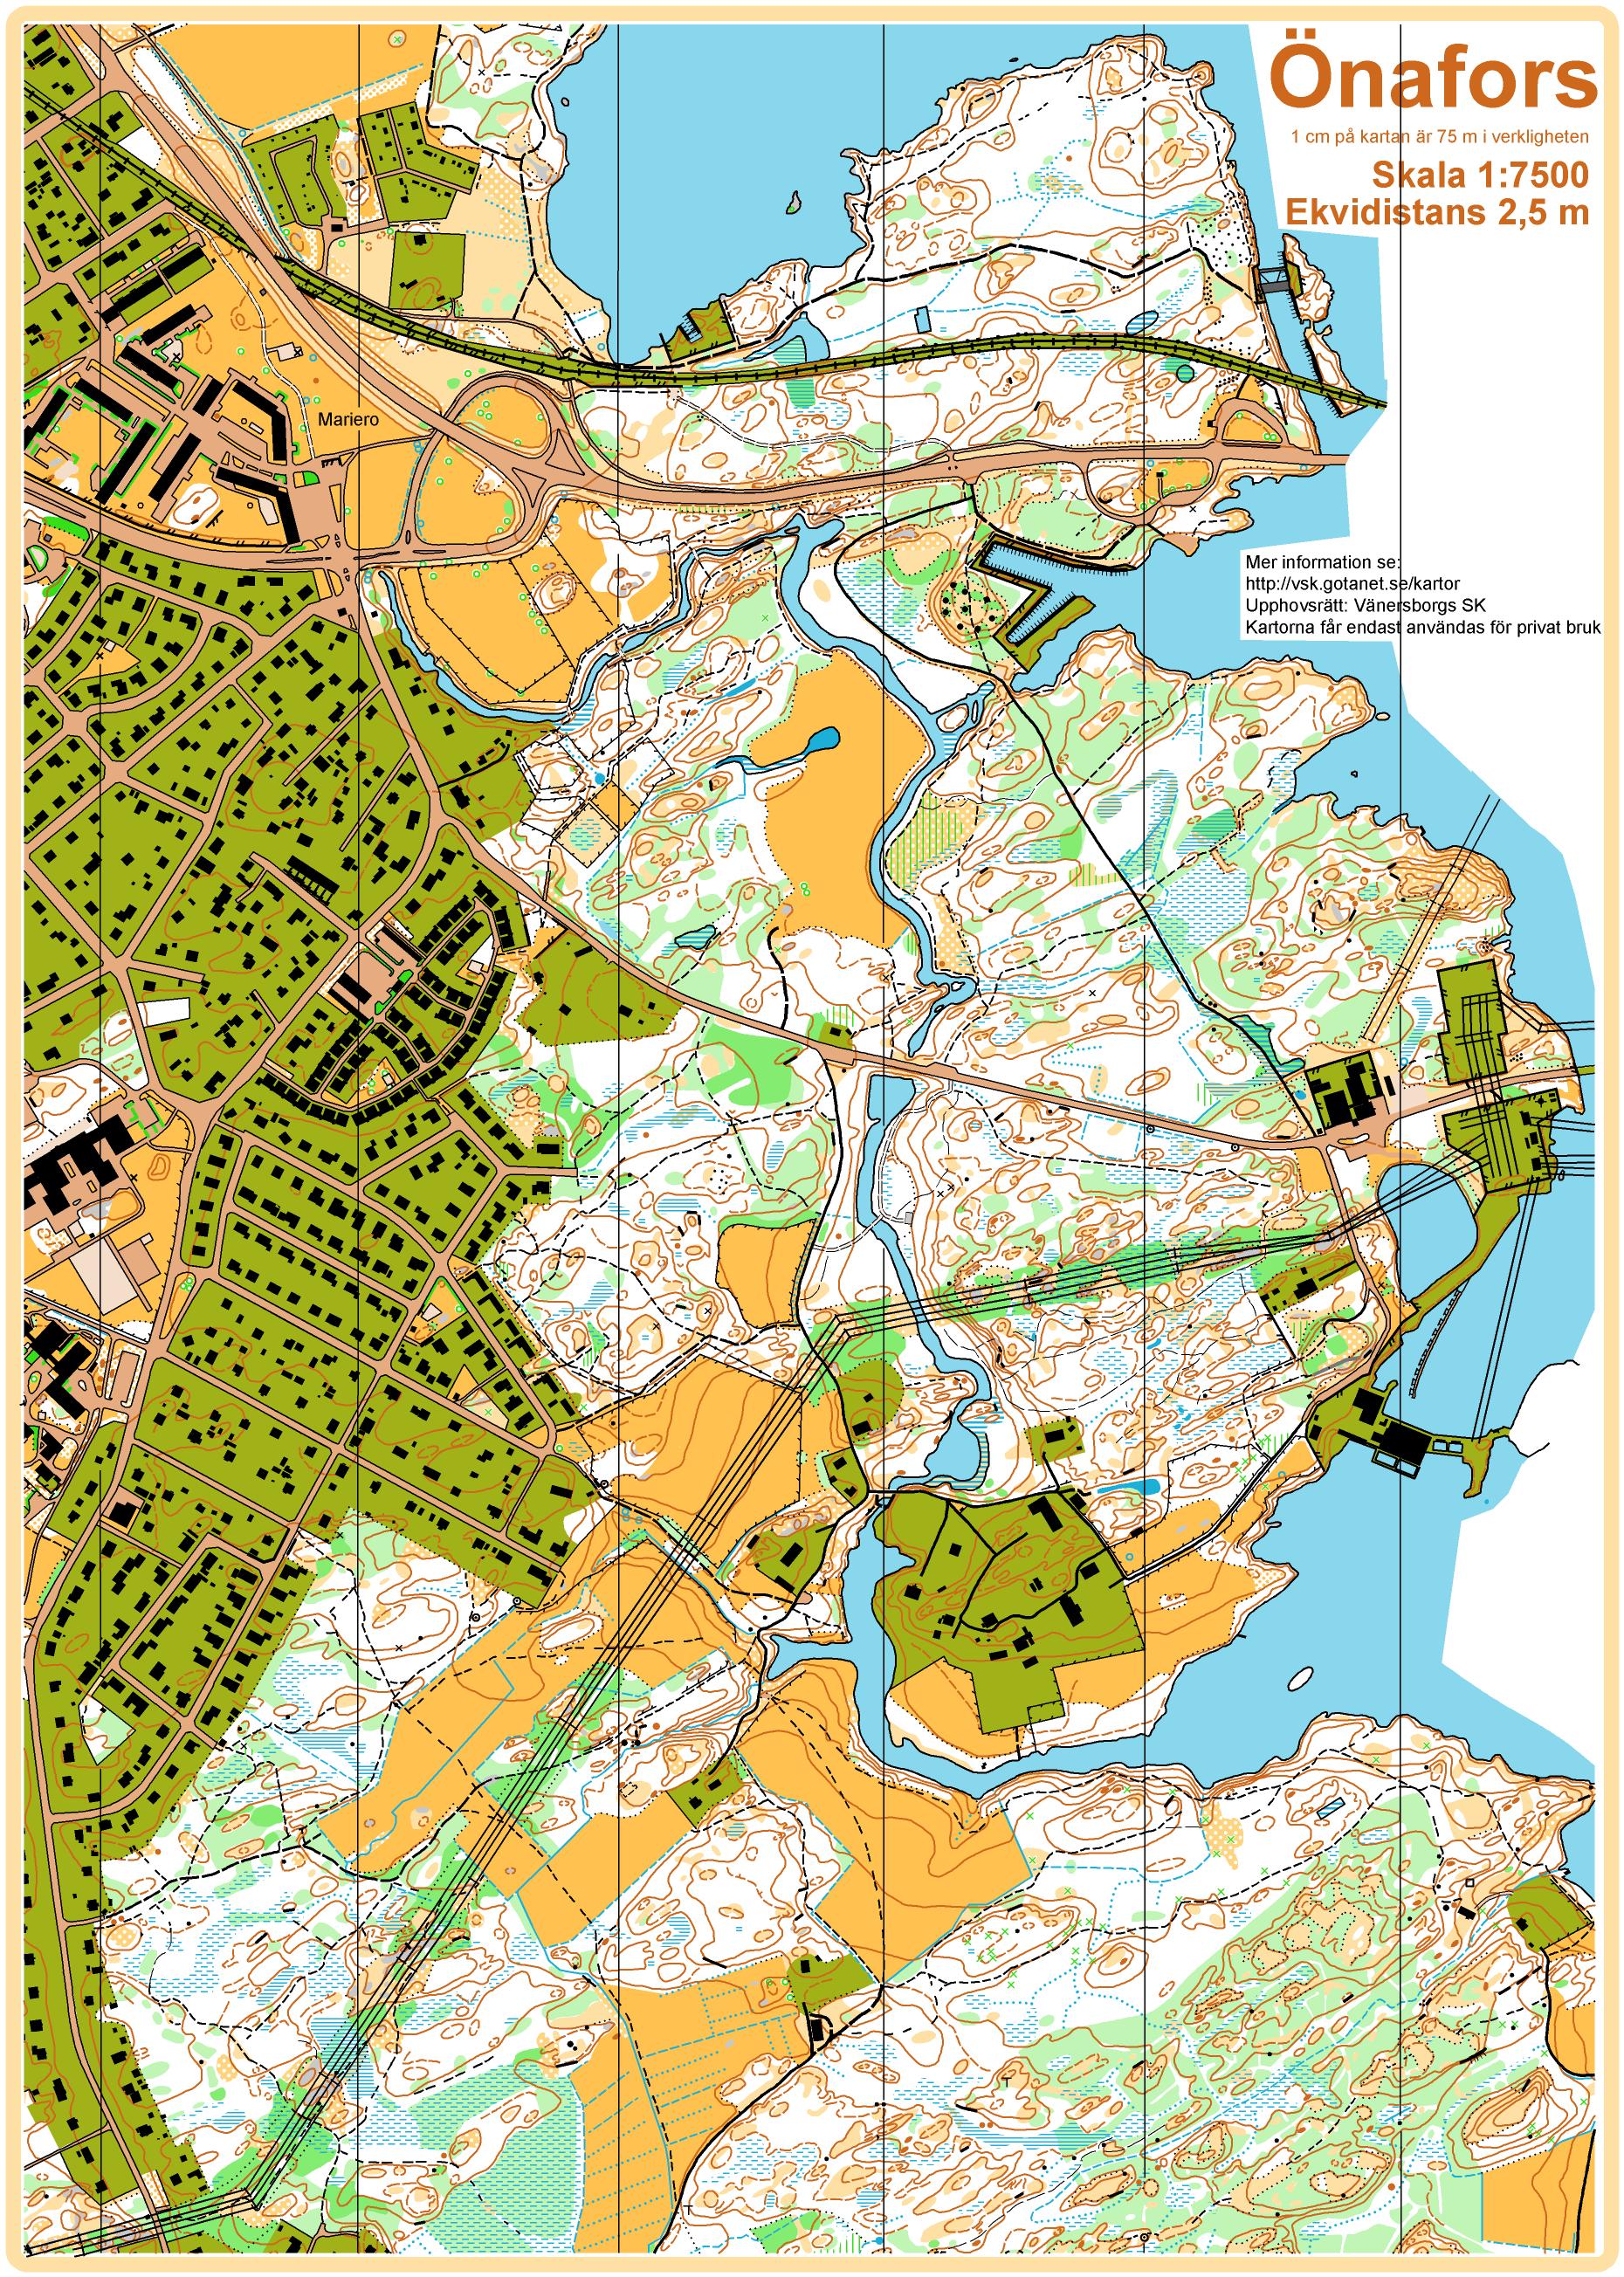 Önafors
1 cm på kartan är 75 m i verkligheten
Skala 1:7500
Ekvidistans 2,5 m
Mariero
Mer information se:
http://vsk.gotanet.se/kartor
Upphovsrätt: Vänersborgs SK
Kartorna får endast användas för privat bruk